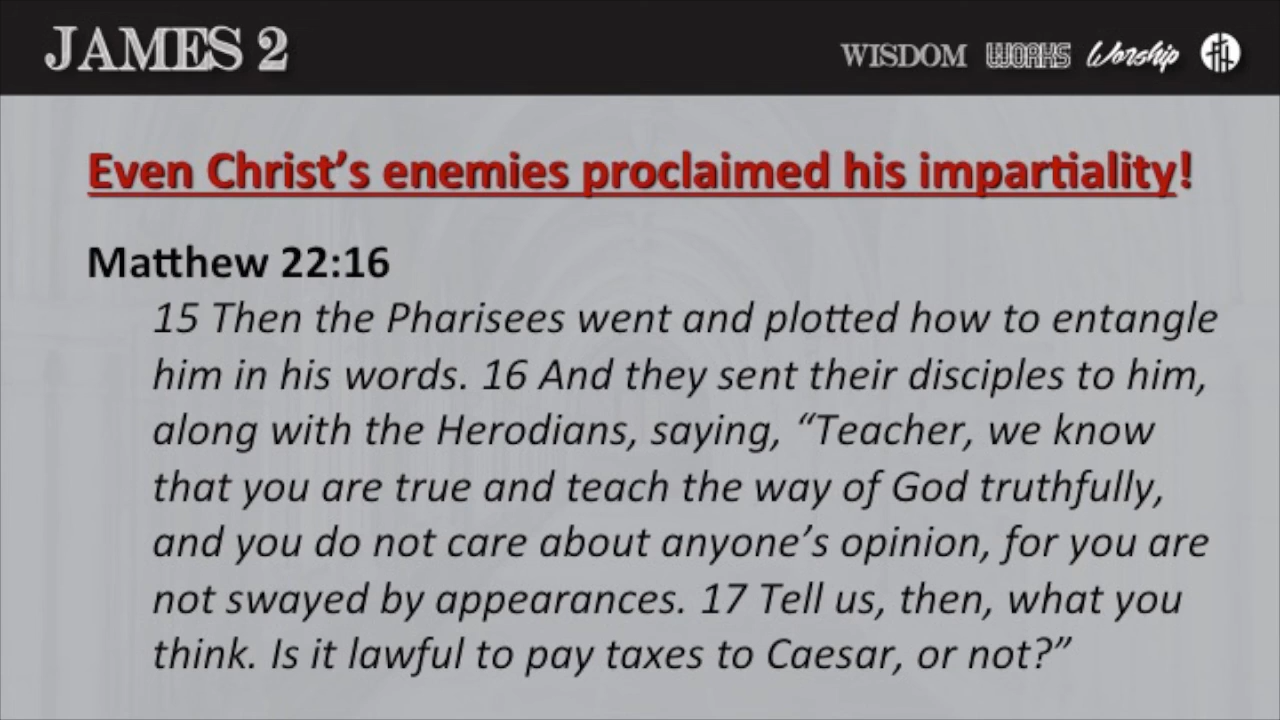 JAMES 2
WISDOM WORKS Worship
Even Christ’s enemies proclaimed his impartiality!
Matthew 22:16
15 Then the Pharisees went and plotted how to entangle
him in his words. 16 And they sent their disciples to him,
along with the Herodians, saying, “Teacher, we know
that you are true and teach the way of God truthfully,
and you do not care about anyone’s opinion, for you are
not swayed by appearances. 17 Tell us, then, what you
think. Is it lawful to pay taxes to Caesar, or not?”